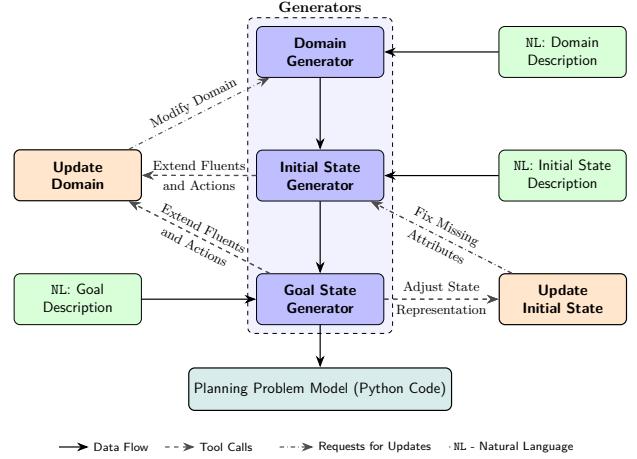 Generators
Domain
Generator
NL: Domain
Description
Modify Domain
Update
Domain
Extend Fluents
and Actions
Initial State
Generator
NL: Initial State
Description
Extend Fluents
and Actions
Fix Missing
Attributes
NL: Goal
Description
Goal State
Generator
Adjust State
Representation
Update
Initial State
Planning Problem Model (Python Code)
Data Flow
Tool Calls
Requests for Updates
NL - Natural Language